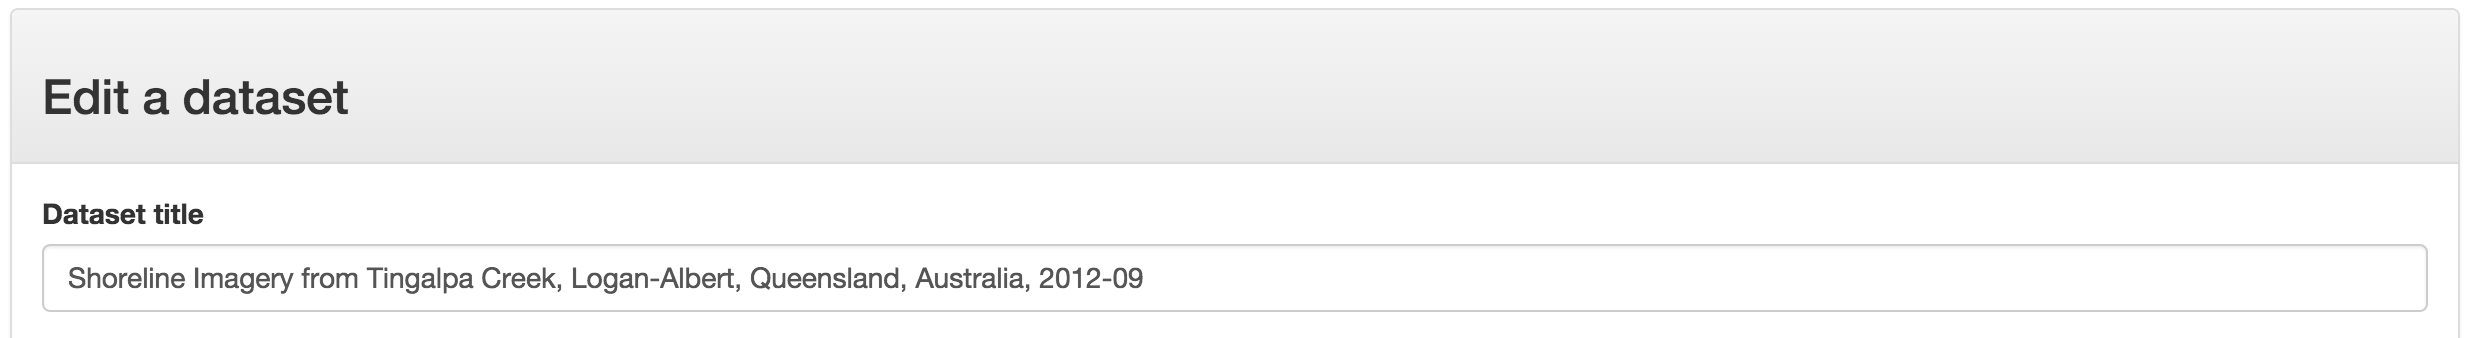 Edit a dataset
Dataset title
Shoreline Imagery from Tingalpa Creek, Logan-Albert, Queensland, Australia, 2012-09